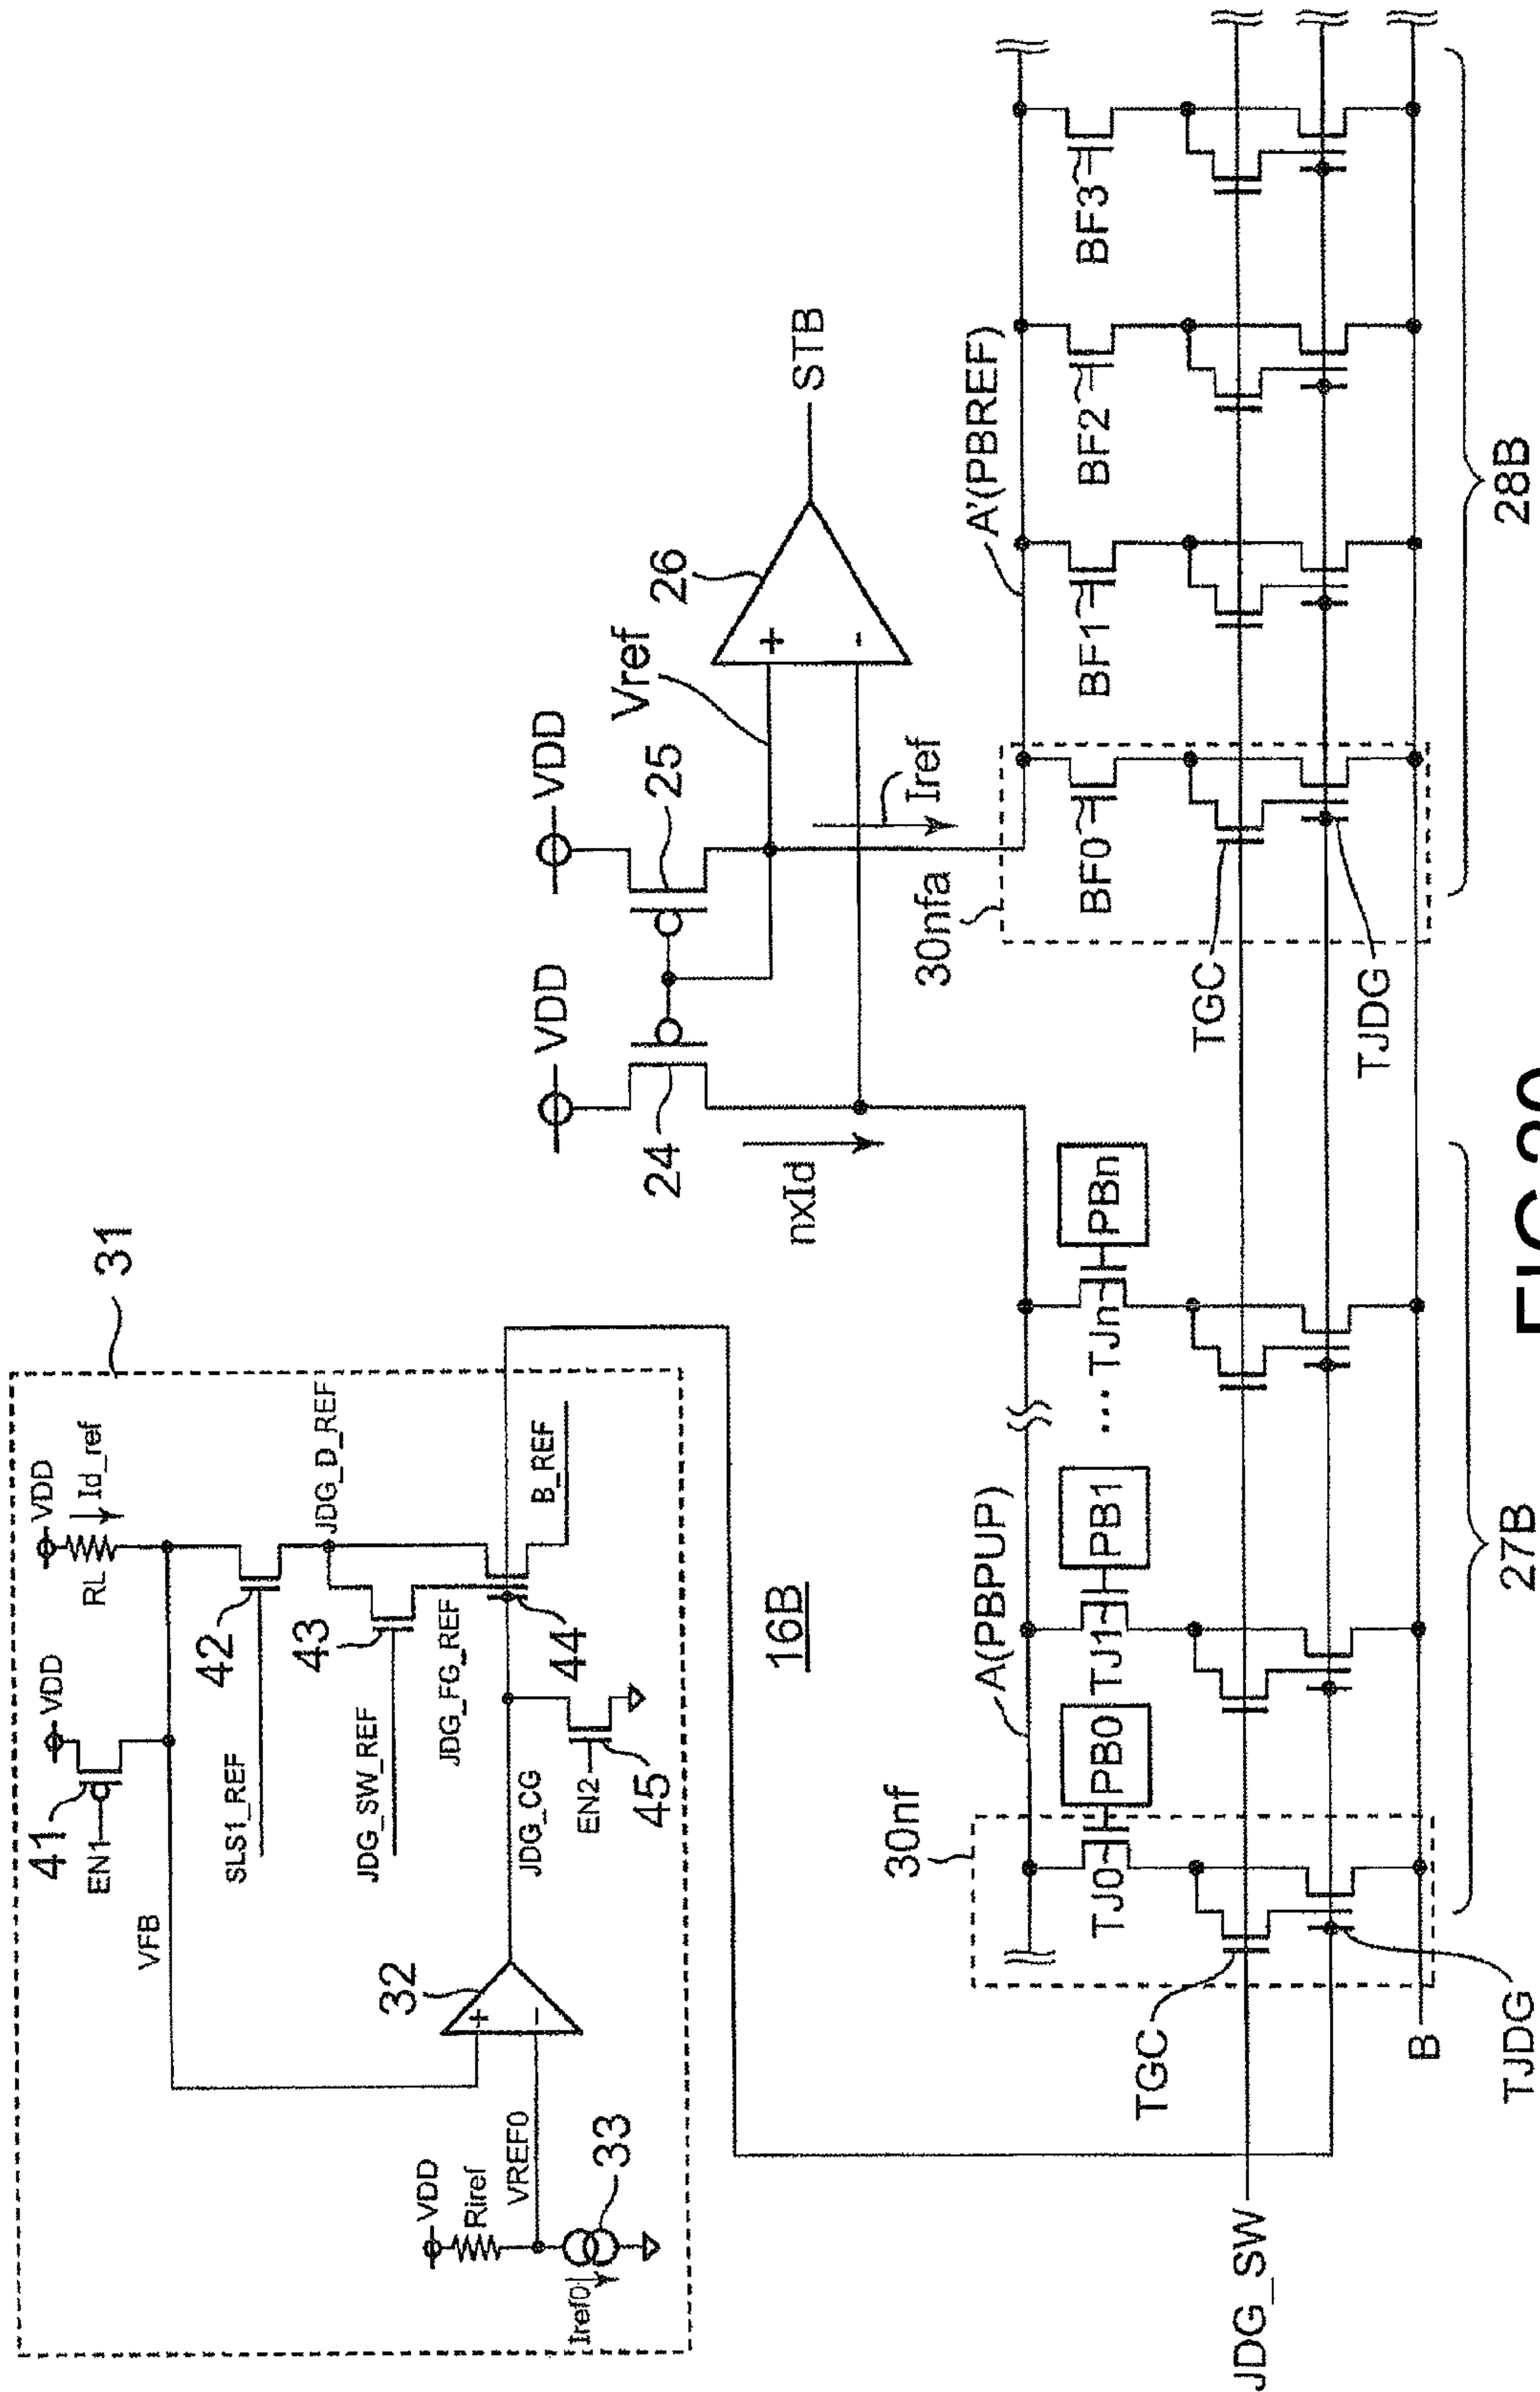 31
VDD
VDD
RL
Id_ref
41
EN1
VFB
42
SLS1_REF
JDG_D_REF
43
JDG_SW_REF
JDG_FG_REF
44
B_REF
VDD
Riref
VREF0
Iref0
33
32
+
-
JDG_CG
EN2
45
16B
VDD
VDD
24
25
Vref
26
+
-
STB
nxId
Iref
30nf
A(PBPUP)
TJ0
PB0
TJ1
PB1
...
TJn
PBn
30nfa
A'(PBREF)
BF0
BF1
BF2
BF3
TGC
TGC
JDG_SW
TJDG
TJDG
B
27B
28B